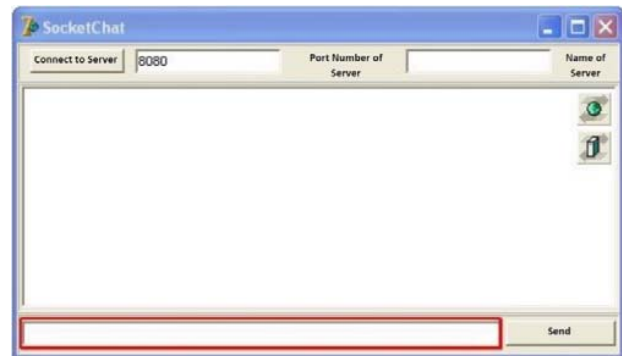 SocketChat
Connect to Server
8080
Port Number of
Server
Name of
Server
Send